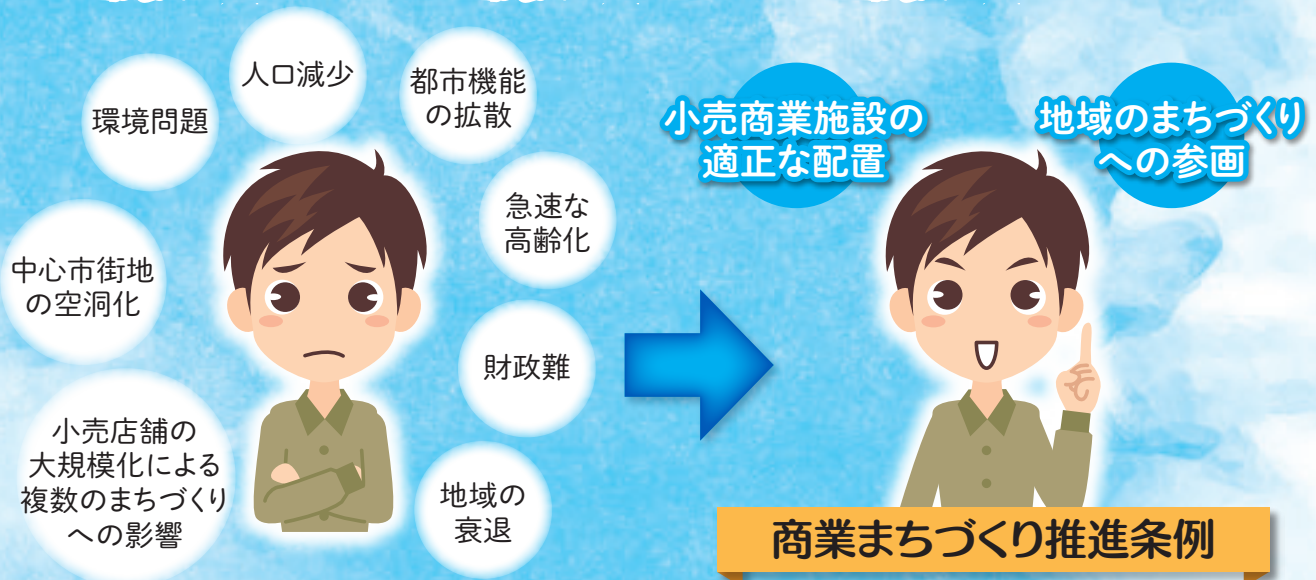 人口減少
都市機能
の拡散
環境問題
急速な
高齢化
中心市街地
の空洞化
財政難
小売店舗の
大規模化による
複数のまちづくり
への影響
地域の
衰退
小売商業施設の
適正な配置
地域のまちづくり
への参画
商業まちづくり推進条例